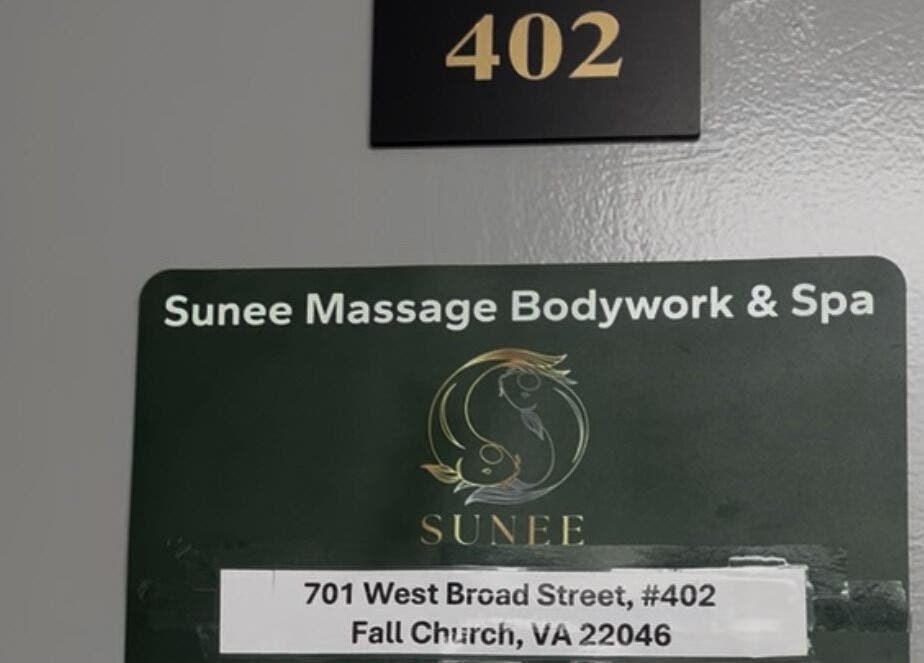 402
Sunee Massage Bodywork & Spa
SUNEE
701 West Broad Street, #402
Fall Church, VA 22046